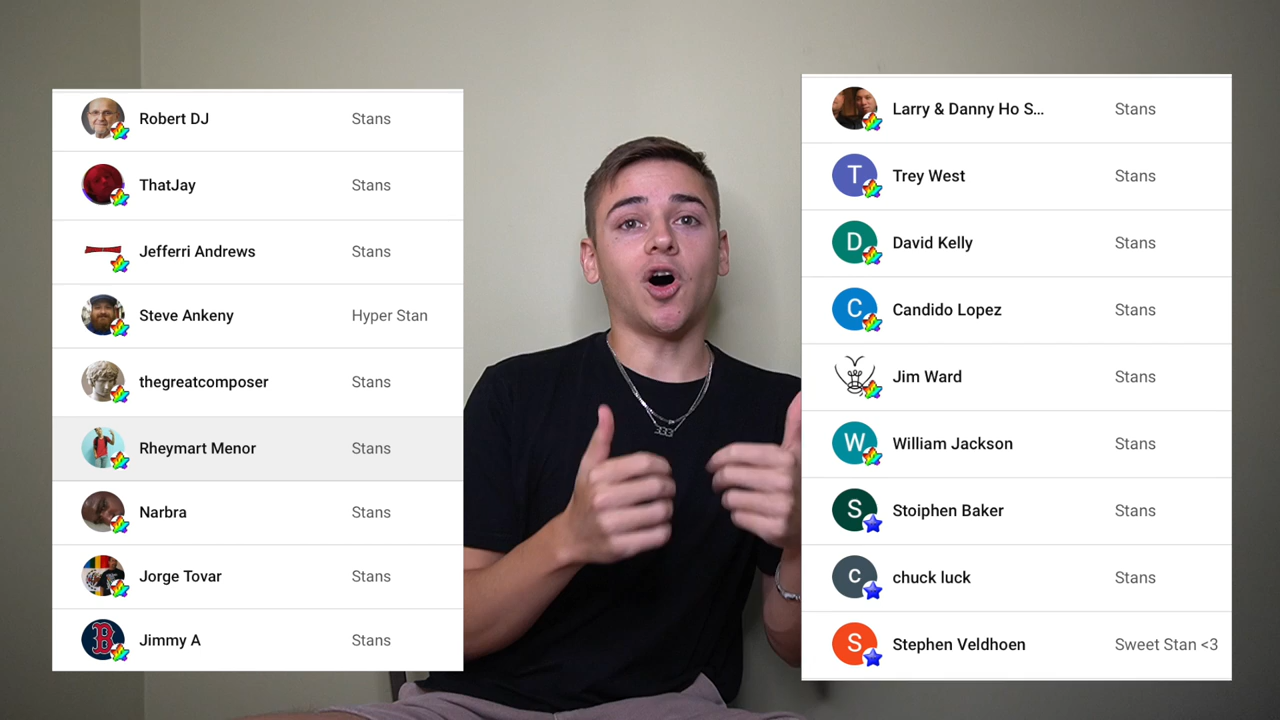 Robert DJ Stans
ThatJay Stans
Jefferri Andrews Stans
Steve Ankeny Hyper Stan
thegreatcomposer Stans
Rheymart Menor Stans
Narbra Stans
Jorge Tovar Stans
B
Jimmy A Stans
333
Larry & Danny Ho S... Stans
T Trey West Stans
D David Kelly Stans
C Candido Lopez Stans
Jim Ward Stans
W William Jackson Stans
S Stoiphen Baker Stans
c chuck luck Stans
S Stephen Veldhoen Sweet Stan <3